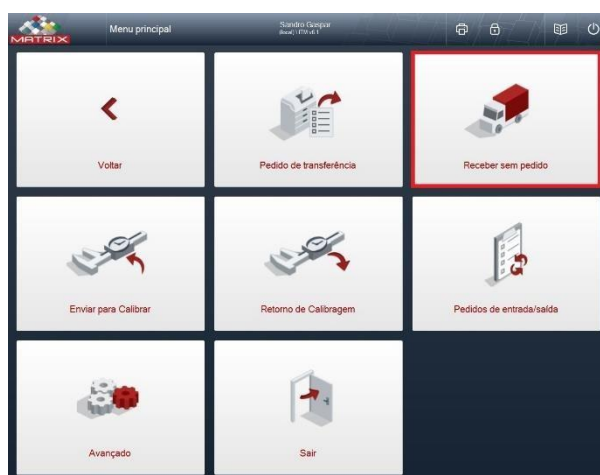 MATRIX
Menu principal
Sandro Gaspar
Voltar
Pedido de transferência
Receber sem pedido
Enviar para Calibrar
Retorno de Calibragem
Pedidos de entrada/saída
Avançado
Sair